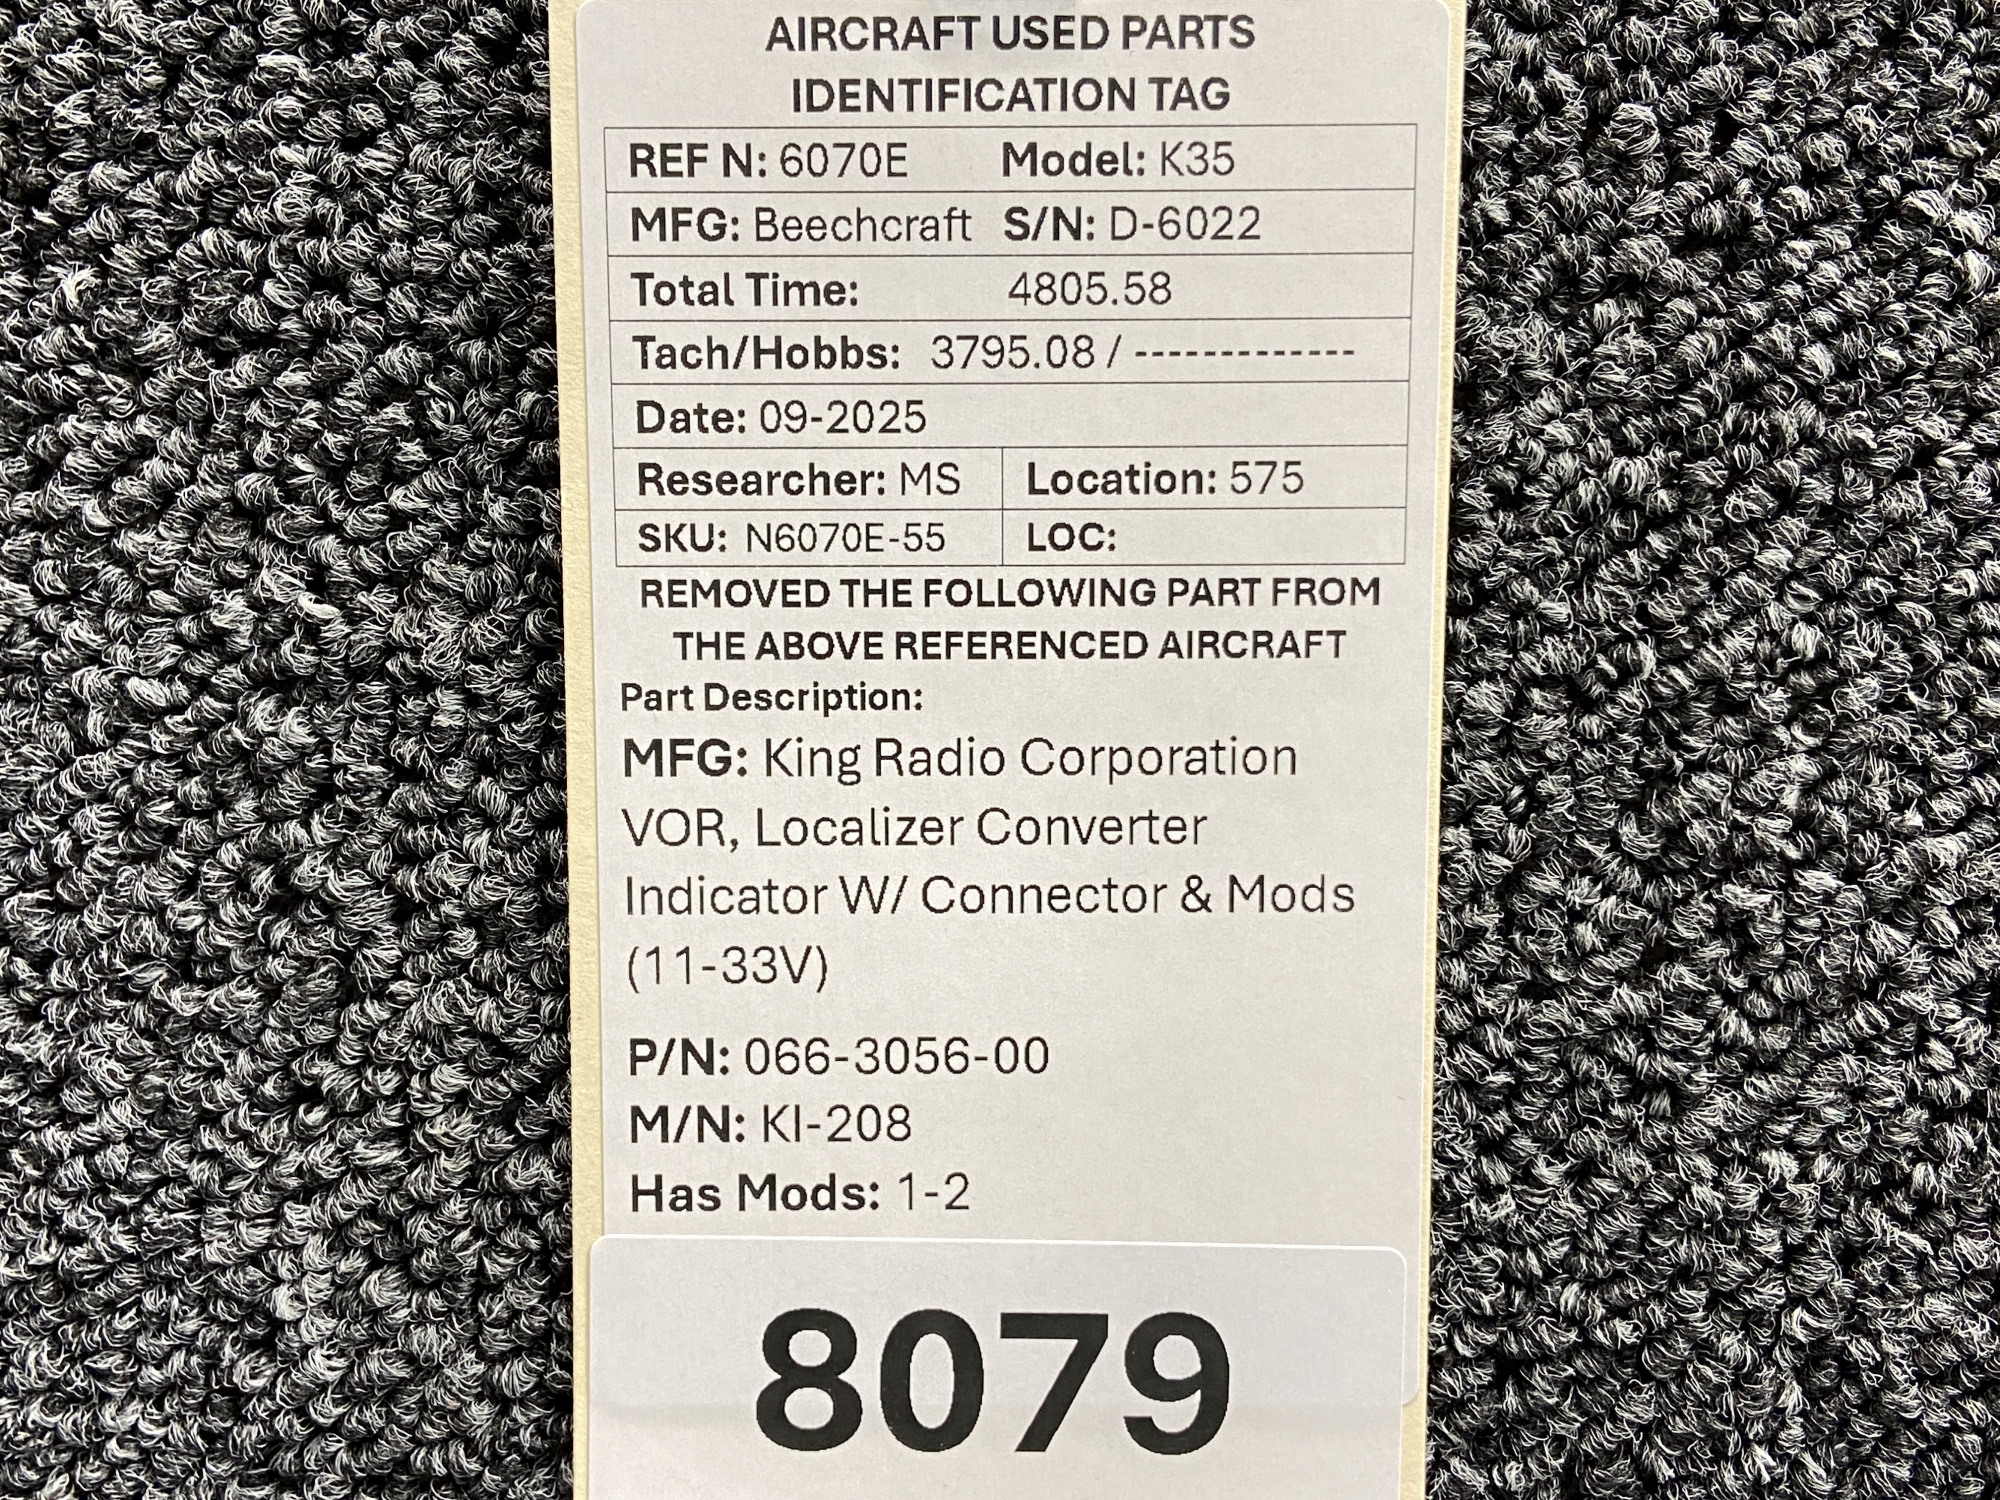 AIRCRAFT USED PARTS
IDENTIFICATION TAG
REF N: 6070E Model: K35
MFG: Beechcraft S/N: D-6022
Total Time: 4805.58
Tach/Hobbs: 3795.08 / -------------
Date: 09-2025
Researcher: MS Location: 575
SKU: N6070E-55 LOC:
REMOVED THE FOLLOWING PART FROM
THE ABOVE REFERENCED AIRCRAFT
Part Description:
MFG: King Radio Corporation
VOR, Localizer Converter
Indicator W/ Connector & Mods
(11-33V)
P/N: 066-3056-00
M/N: KI-208
Has Mods: 1-2
8079